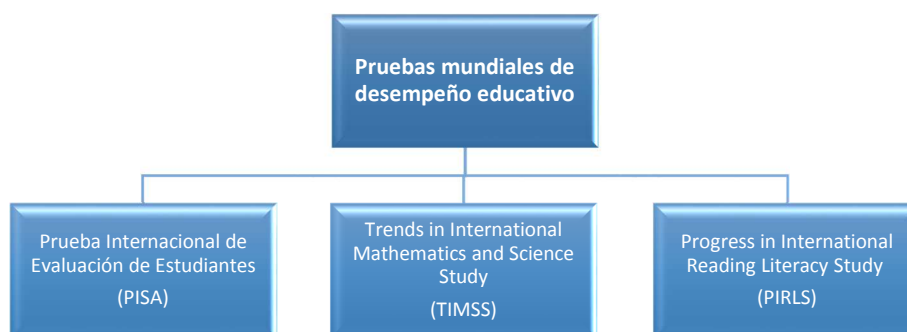 Pruebas mundiales de
desempeño educativo
Prueba Internacional de
Evaluación de Estudiantes
(PISA)
Trends in International
Mathematics and Science
Study
(TIMSS)
Progress in International
Reading Literacy Study
(PIRLS)